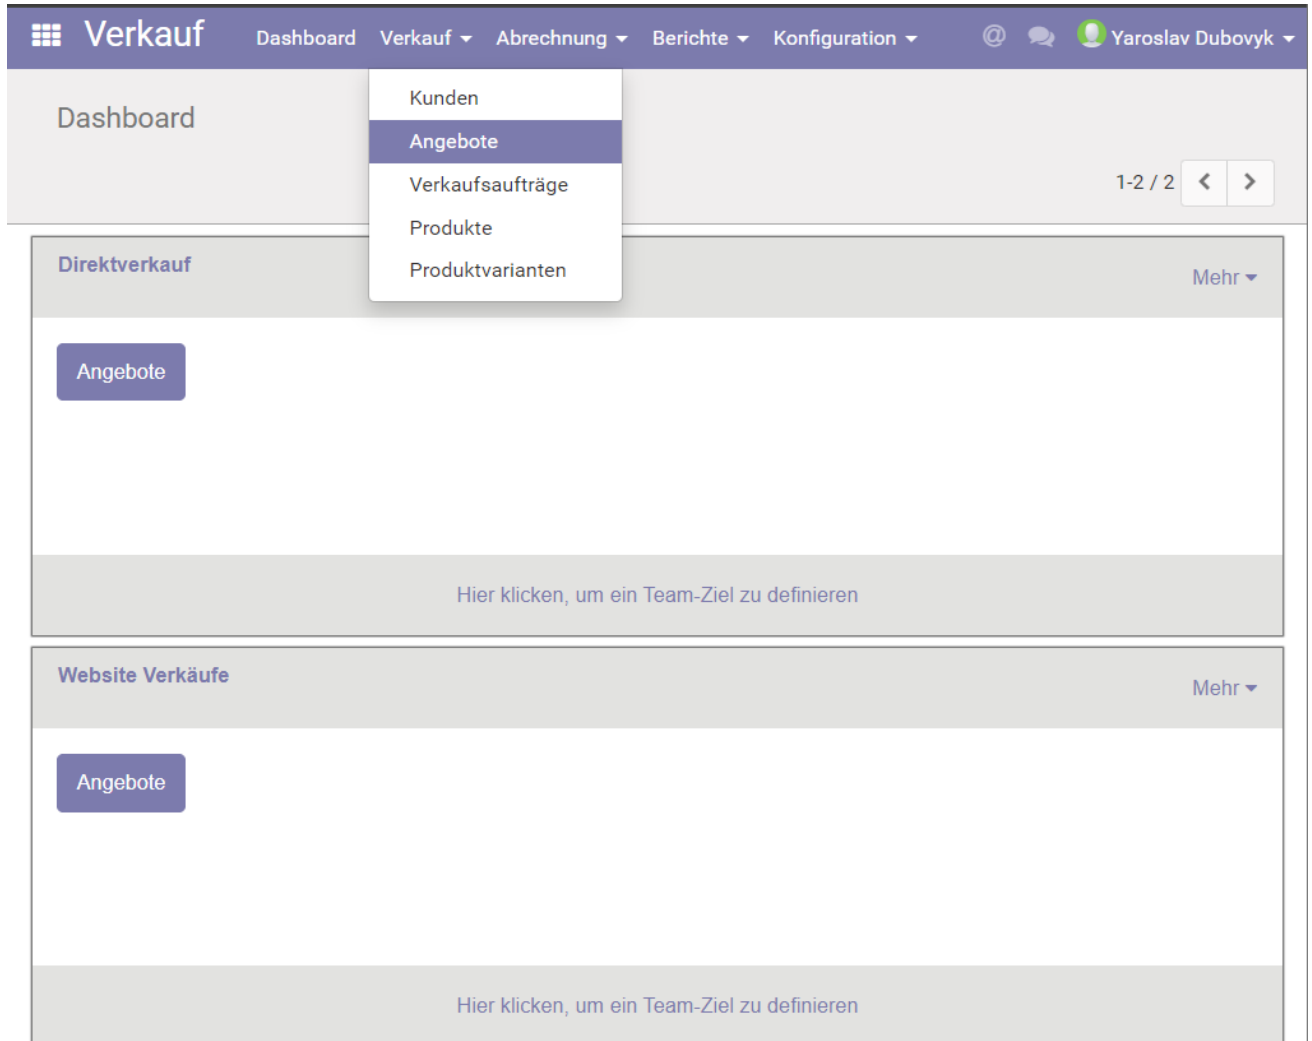 Verkauf Dashboard Verkauf Abrechnung Berichte Konfiguration @ Yaroslav Dubovyk
Dashboard
Kunden
Angebote
Verkaufsaufträge
Produkte
Produktvarianten
1-2 / 2
Direktverkauf
Mehr
Angebote
Hier klicken, um ein Team-Ziel zu definieren
Website Verkäufe
Mehr
Angebote
Hier klicken, um ein Team-Ziel zu definieren